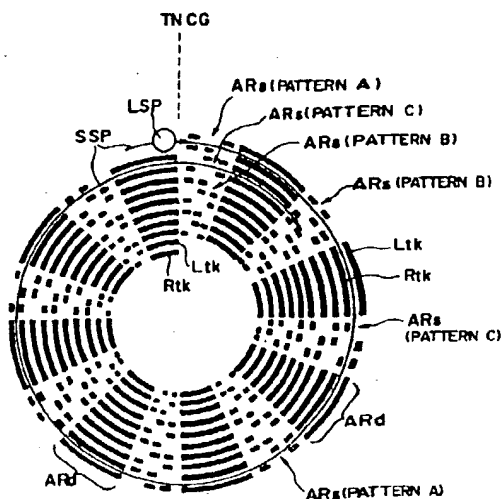 TNCG
ARs(PATTERN A)
LSP
ARs(PATTERN C)
SSP
ARs(PATTERN B)
ARs(PATTERN B)
Ltk
Ltk
Rtk
Rtk
ARs
(PATTERN C)
ARd
ARd
ARs(PATTERN A)